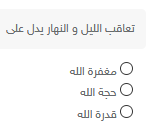 تعاقب الليل و النهار يدل على
مغفرة الله
حجة الله
قدرة الله